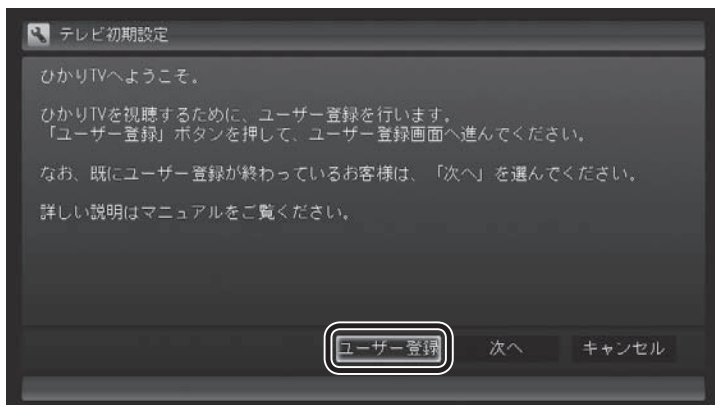 テレビ初期設定
ひかりTVへようこそ。
ひかりTVを視聴するために、ユーザー登録を行います。
「ユーザー登録」ボタンを押して、ユーザー登録画面へ進んでください。
なお、既にユーザー登録が終わっているお客様は、「次へ」を選んでください。
詳しい説明はマニュアルをご覧ください。
ユーザー登録 次へ キャンセル